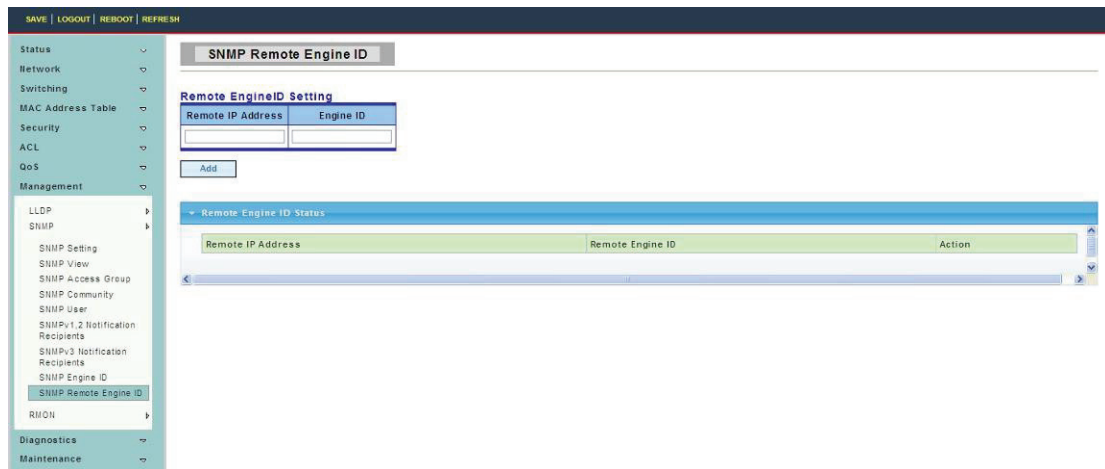 SAVE | LOGOUT | REBOOT | REFRESH
Status
Network
Switching
MAC Address Table
Security
ACL
QoS
Management
LLDP
SNMP
SNMP Setting
SNMP View
SNMP Access Group
SNMP Community
SNMP User
SNMPv1,2 Notification
Recipients
SNMPv3 Notification
Recipients
SNMP Engine ID
SNMP Remote Engine ID
RMON
Diagnostics
Maintenance
SNMP Remote Engine ID
Remote EngineID Setting
Remote IP Address Engine ID
Add
Remote Engine ID Status
Remote IP Address Remote Engine ID Action